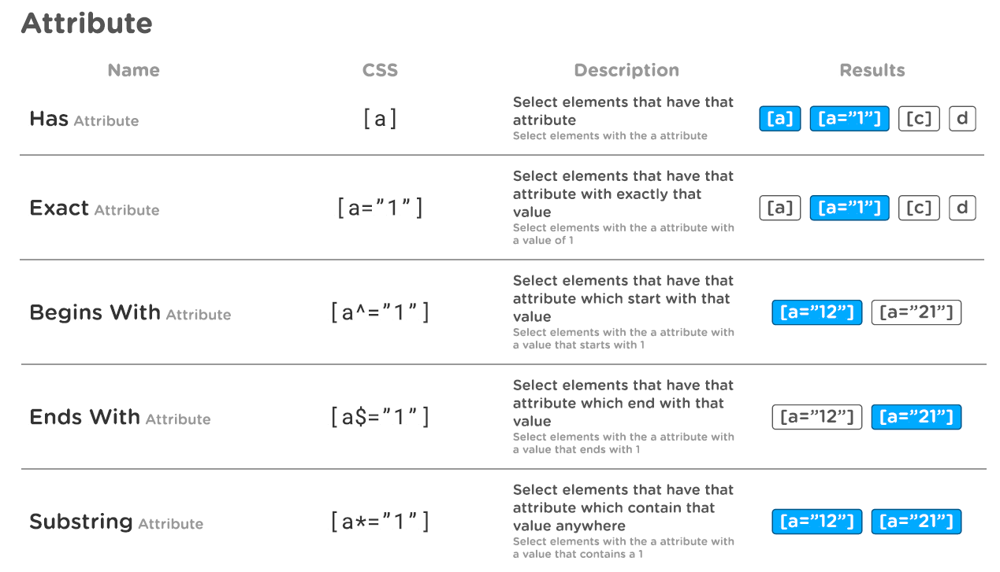 Attribute
Name CSS Description Results
Has Attribute [a] Select elements that have that [a] [a=”1”] [c] d
attribute
Select elements with the a attribute
Exact Attribute [a=”1”] Select elements that have that [a] [a=”1”] [c] d
attribute with exactly that
value
Select elements with the a attribute with
a value of 1
Begins With Attribute [a^=”1”] Select elements that have that [a=”12”] [a=”21”]
attribute which start with that
value
Select elements with the a attribute with
a value that starts with 1
Ends With Attribute [a$=”1”] Select elements that have that [a=”12”] [a=”21”]
attribute which end with that
value
Select elements with the a attribute with
a value that ends with 1
Substring Attribute [a*=”1”] Select elements that have that [a=”12”] [a=”21”]
attribute which contain that
value anywhere
Select elements with the a attribute with
a value that contains a 1